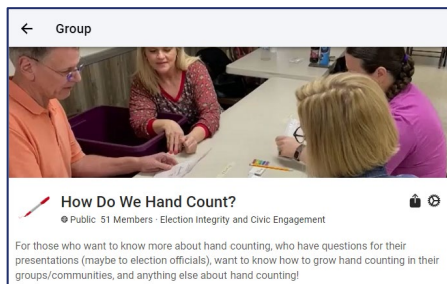 Group
How Do We Hand Count?
Public 51 Members · Election Integrity and Civic Engagement
For those who want to know more about hand counting, who have questions for their
presentations (maybe to election officials), want to know how to grow hand counting in their
groups/communities, and anything else about hand counting!